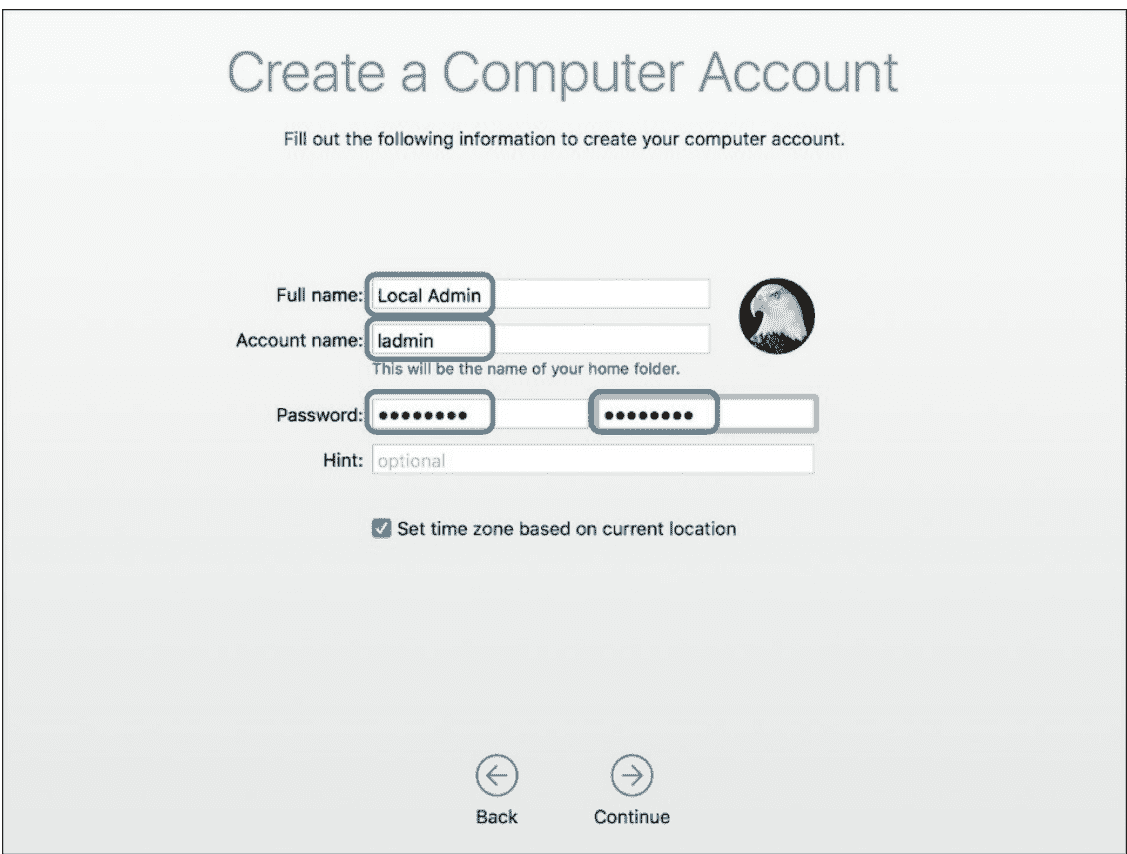 Create a Computer Account
Fill out the following information to create your computer account.
Full name: Local Admin
Account name: ladmin
This will be the name of your home folder.
Password: •••••••• ••••••••
Hint: optional
Set time zone based on current location
Back Continue